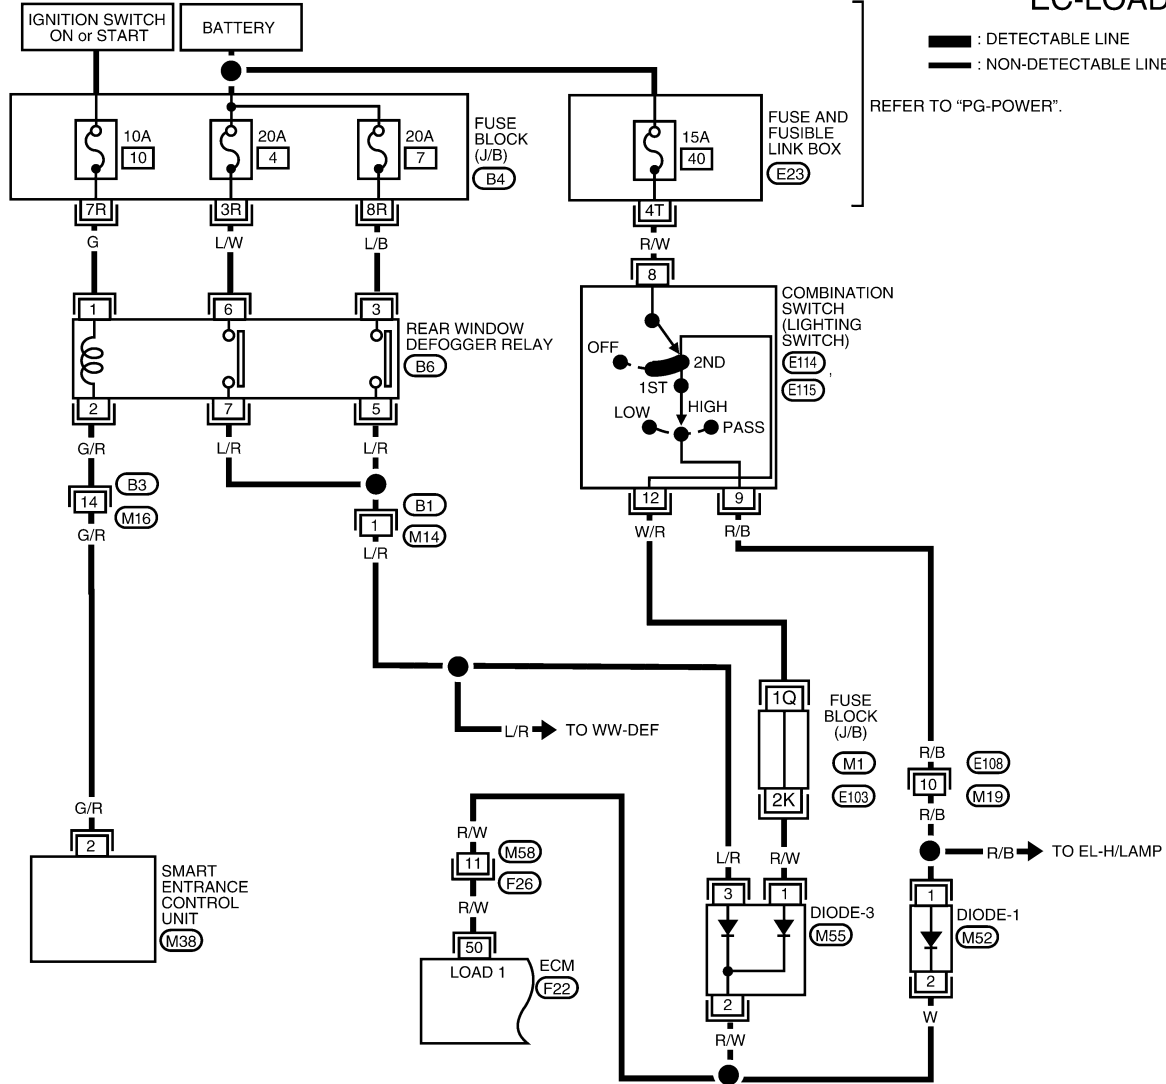 EC-LOAD
IGNITION SWITCH
ON or START
BATTERY
: DETECTABLE LINE
: NON-DETECTABLE LINE
REFER TO “PG-POWER”.
10A
10
20A
4
20A
7
FUSE
BLOCK
(J/B)
B4
15A
40
FUSE AND
FUSIBLE
LINK BOX
E23
7R
3R
8R
4T
G
L/W
L/B
R/W
8
1
6
3
REAR WINDOW
DEFOGGER RELAY
B6
2
7
5
COMBINATION
SWITCH
(LIGHTING
SWITCH)
E114 ,
E115
OFF
2ND
1ST
LOW
HIGH
PASS
12
9
G/R
L/R
L/R
14
B3
M16
G/R
1
B1
M14
L/R
W/R
R/B
L/R
TO WW-DEF
1Q
FUSE
BLOCK
(J/B)
M1
E103
2K
R/B
10
E108
M19
R/B
R/B
TO EL-H/LAMP
G/R
2
SMART
ENTRANCE
CONTROL
UNIT
M38
R/W
11
M58
F26
R/W
50
LOAD 1
ECM
F22
L/R
R/W
3
1
DIODE-3
M55
2
R/W
1
DIODE-1
M52
2
W